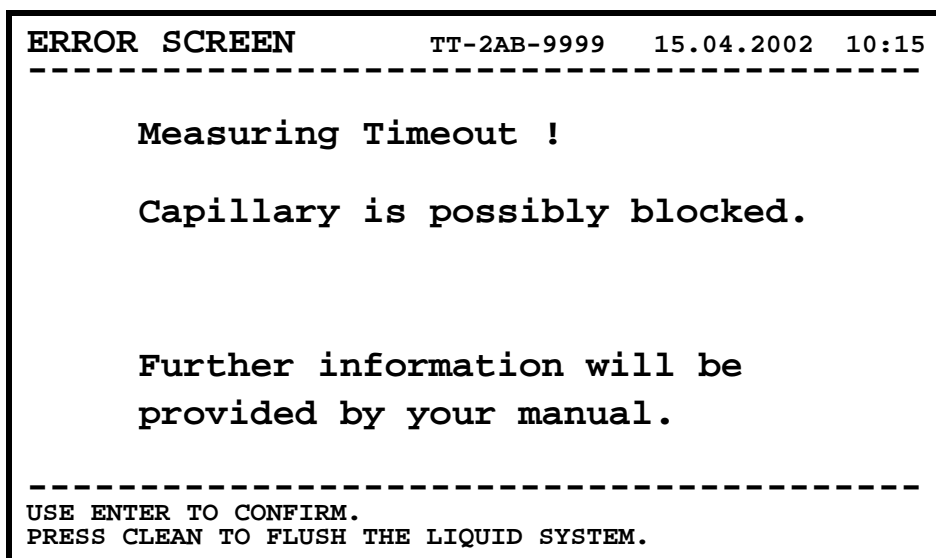 ERROR SCREEN TT-2AB-9999 15.04.2002 10:15
----------------------------------------
Measuring Timeout !
Capillary is possibly blocked.
Further information will be
provided by your manual.
----------------------------------------
USE ENTER TO CONFIRM.
PRESS CLEAN TO FLUSH THE LIQUID SYSTEM.